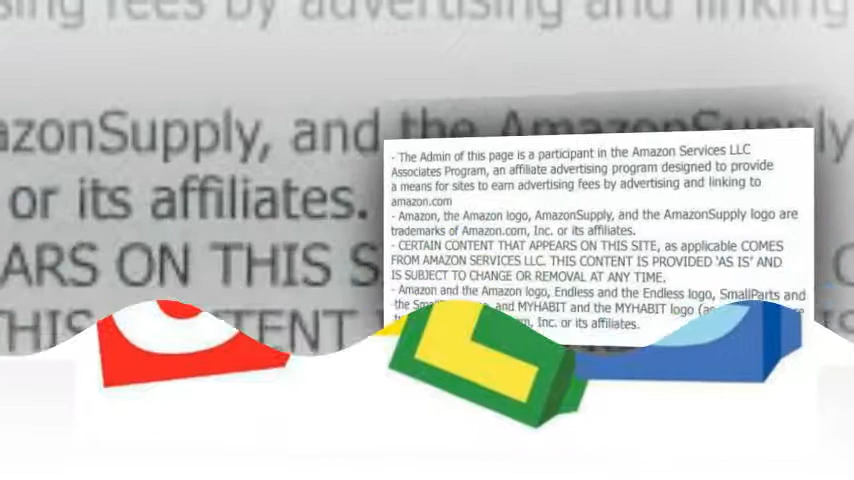 sing fees by advertising and linking
azonSupply, and the AmazonSupply
or its affiliates.
ARS ON THIS S
THIS
- The Admin of this page is a participant in the Amazon Services LLC
Associates Program, an affiliate advertising program designed to provide
a means for sites to earn advertising fees by advertising and linking to
amazon.com
- Amazon, the Amazon logo, AmazonSupply, and the AmazonSupply logo are
trademarks of Amazon.com, Inc. or its affiliates.
- CERTAIN CONTENT THAT APPEARS ON THIS SITE, as applicable COMES
FROM AMAZON SERVICES LLC. THIS CONTENT IS PROVIDED 'AS IS' AND
IS SUBJECT TO CHANGE OR REMOVAL AT ANY TIME.
- Amazon and the Amazon logo, Endless and the Endless logo, SmallParts and
the and MYHABIT and the MYHABIT logo
Inc. or its affiliates.
L